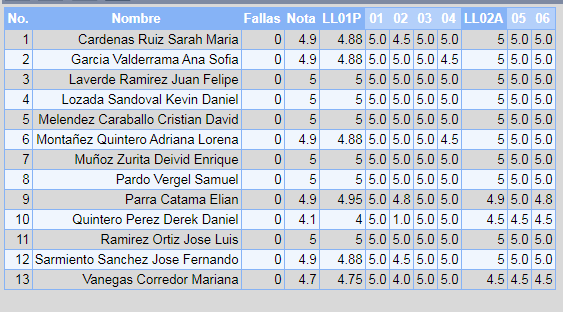 No. Nombre Fallas Nota LL01P 01 02 03 04 LL02A 05 06
1 Cardenas Ruiz Sarah Maria 0 4.9 4.88 5.0 4.5 5.0 5.0 5 5.0 5.0
2 Garcia Valderrama Ana Sofia 0 4.9 4.88 5.0 5.0 5.0 4.5 5 5.0 5.0
3 Laverde Ramirez Juan Felipe 0 5 5 5.0 5.0 5.0 5.0 5 5.0 5.0
4 Lozada Sandoval Kevin Daniel 0 5 5 5.0 5.0 5.0 5.0 5 5.0 5.0
5 Melendez Caraballo Cristian David 0 5 5 5.0 5.0 5.0 5.0 5 5.0 5.0
6 Montañez Quintero Adriana Lorena 0 4.9 4.88 5.0 5.0 5.0 4.5 5 5.0 5.0
7 Muñoz Zurita Deivid Enrique 0 5 5 5.0 5.0 5.0 5.0 5 5.0 5.0
8 Pardo Vergel Samuel 0 5 5 5.0 5.0 5.0 5.0 5 5.0 5.0
9 Parra Catama Elian 0 4.9 4.95 5.0 4.8 5.0 5.0 4.9 5.0 4.8
10 Quintero Perez Derek Daniel 0 4.1 4 5.0 1.0 5.0 5.0 4.5 4.5 4.5
11 Ramirez Ortiz Jose Luis 0 5 5 5.0 5.0 5.0 5.0 5 5.0 5.0
12 Sarmiento Sanchez Jose Fernando 0 4.9 4.88 5.0 4.5 5.0 5.0 5 5.0 5.0
13 Vanegas Corredor Mariana 0 4.7 4.75 5.0 4.0 5.0 5.0 4.5 4.5 4.5